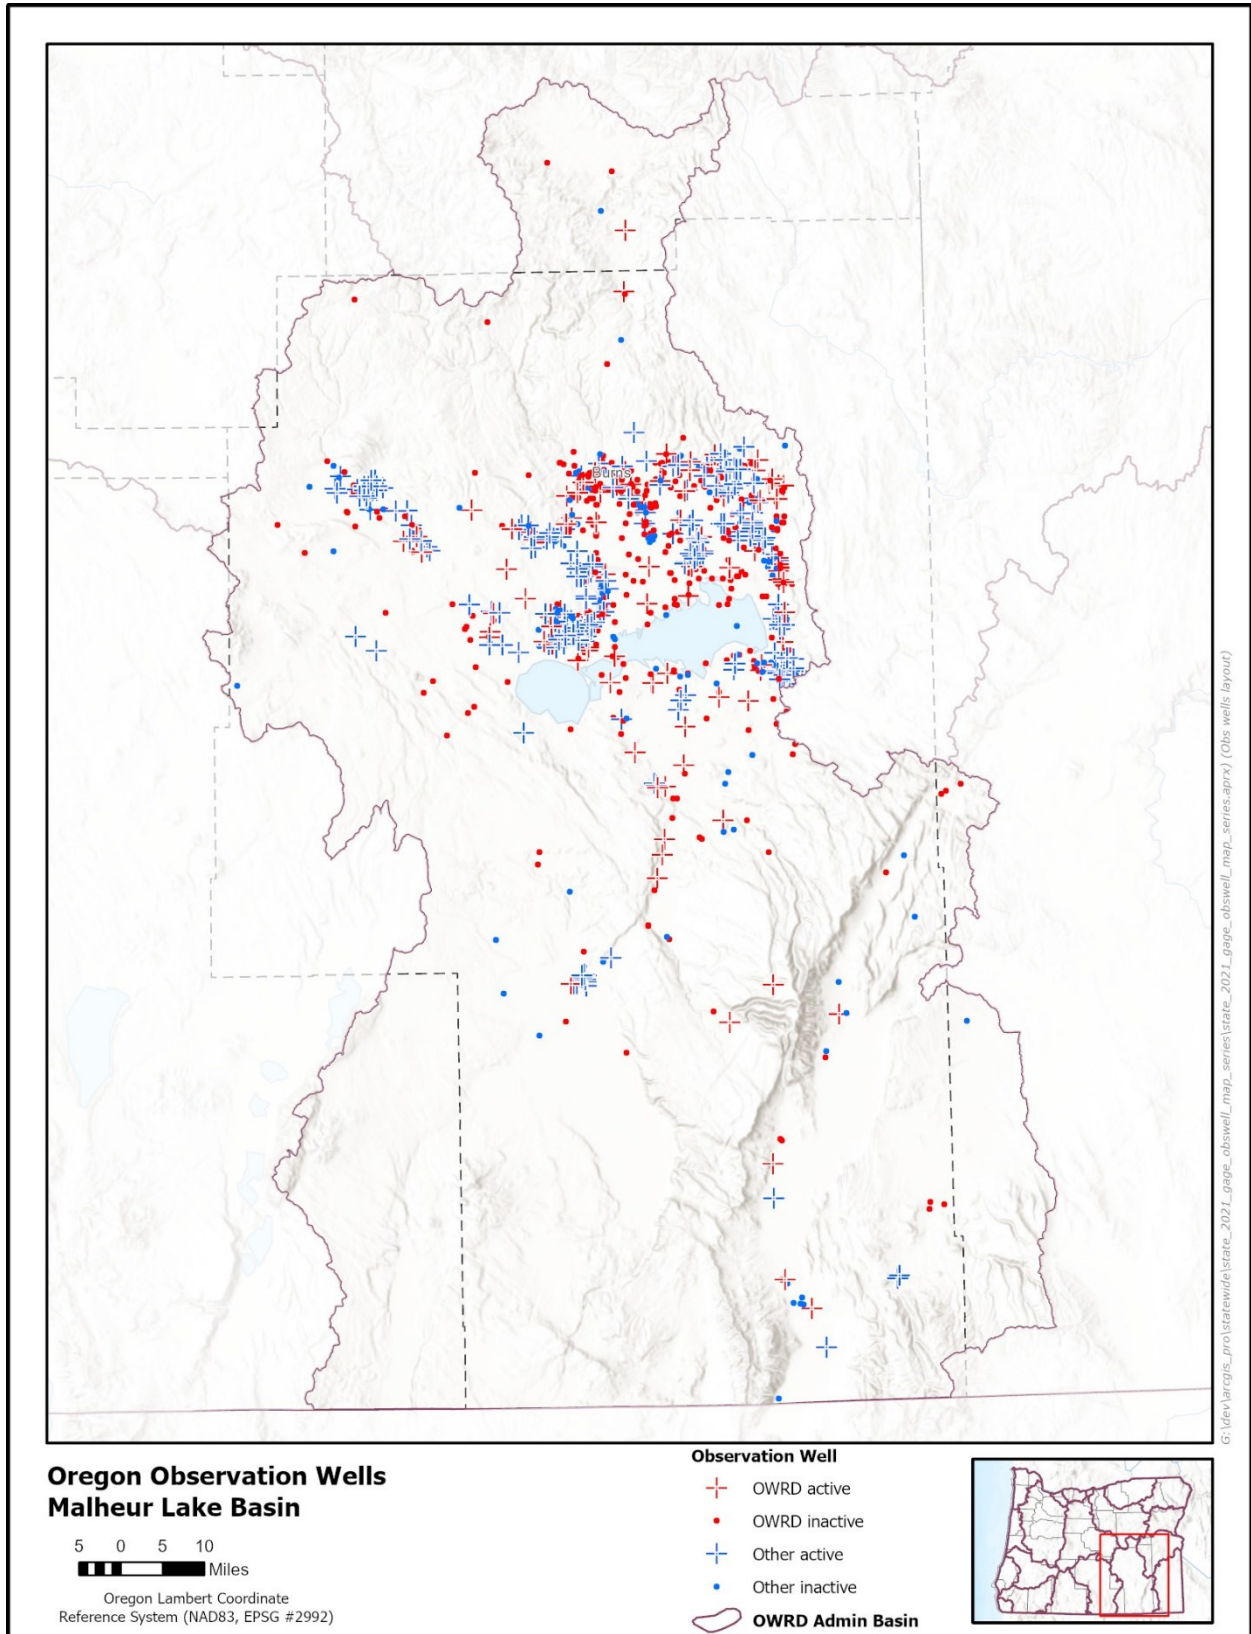 Burns
G:\dev\arcgis_pro\statewide\state_2021_gage_obswell_map_series\state_2021_gage_obswell_map_series.aprx) (Obs wells layout)
Oregon Observation Wells
Malheur Lake Basin
5 0 5 10
Miles
Oregon Lambert Coordinate
Reference System (NAD83, EPSG #2992)
Observation Well
OWRD active
OWRD inactive
Other active
Other inactive
OWRD Admin Basin